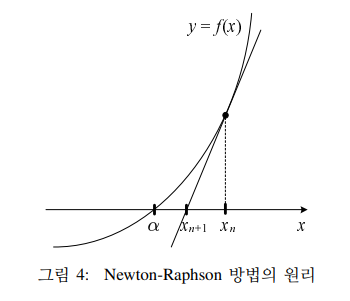 y = f(x)
α xₙ₊₁ xₙ x
그림 4: Newton-Raphson 방법의 원리